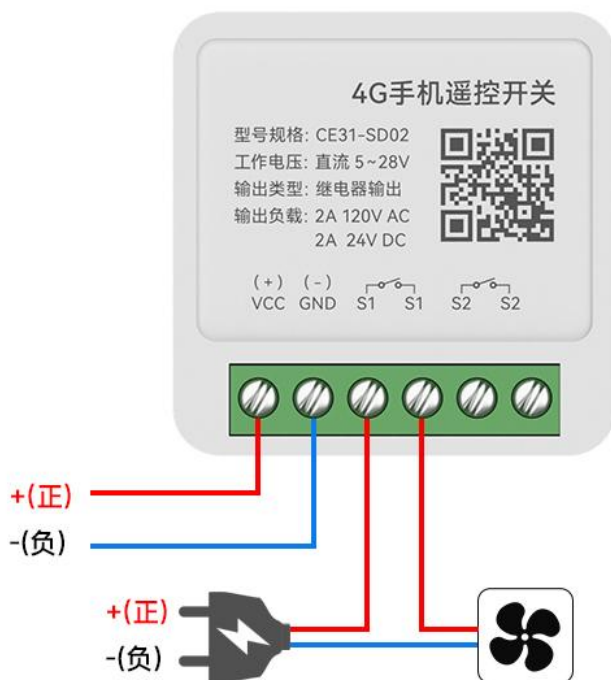 4G手机遥控开关
型号规格: CE31-SD02
工作电压: 直流 5~28V
输出类型: 继电器输出
输出负载: 2A 120V AC
2A 24V DC
(+) (-)
VCC GND S1 S1 S2 S2
+(正)
-(负)
+(正)
-(负)